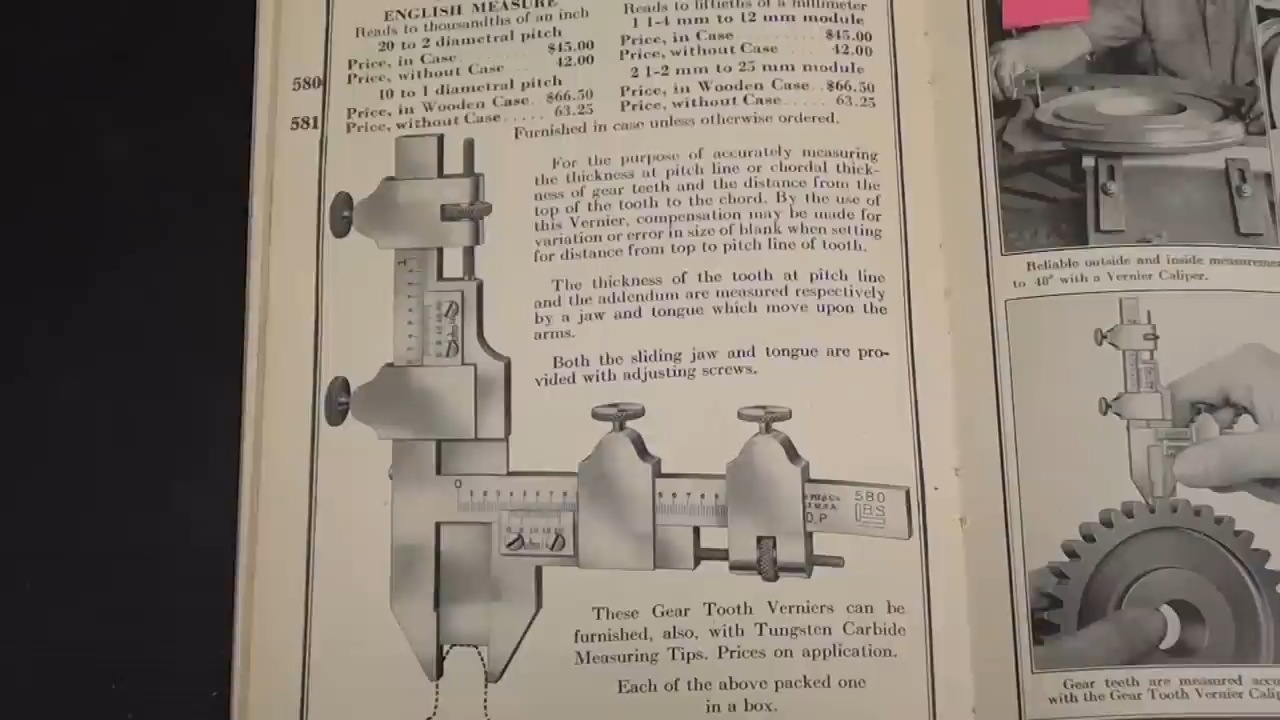 ENGLISH MEASURE
Reads to thousandths of an inch
20 to 2 diametral pitch
Price, in Case $45.00
580 Price, without Case 42.00
10 to 1 diametral pitch
Price, in Wooden Case.. $66.50
581 Price, without Case..... 63.25
Reads to fiftieths of a millimeter
1 1-4 mm to 12 mm module
Price, in Case $45.00
Price, without Case 42.00
2 1-2 mm to 25 mm module
Price, in Wooden Case.. $66.50
Price, without Case..... 63.25
Furnished in case unless otherwise ordered.
For the purpose of accurately measuring
the thickness at pitch line or chordal thick-
ness of gear teeth and the distance from the
top of the tooth to the chord. By the use of
this Vernier, compensation may be made for
variation or error in size of blank when setting
for distance from top to pitch line of tooth.
The thickness of the tooth at pitch line
and the addendum are measured respectively
by a jaw and tongue which move upon the
arms.
Both the sliding jaw and tongue are pro-
vided with adjusting screws.
0
1 2 3 4 5 6 7 8
580
BS
D.P
U.S.A.
These Gear Tooth Verniers can be
furnished, also, with Tungsten Carbide
Measuring Tips. Prices on application.
Each of the above packed one
in a box.
Reliable outside and inside
to 48" with a Vernier Caliper.
Gear teeth are measured
with the Gear Tooth Vernier